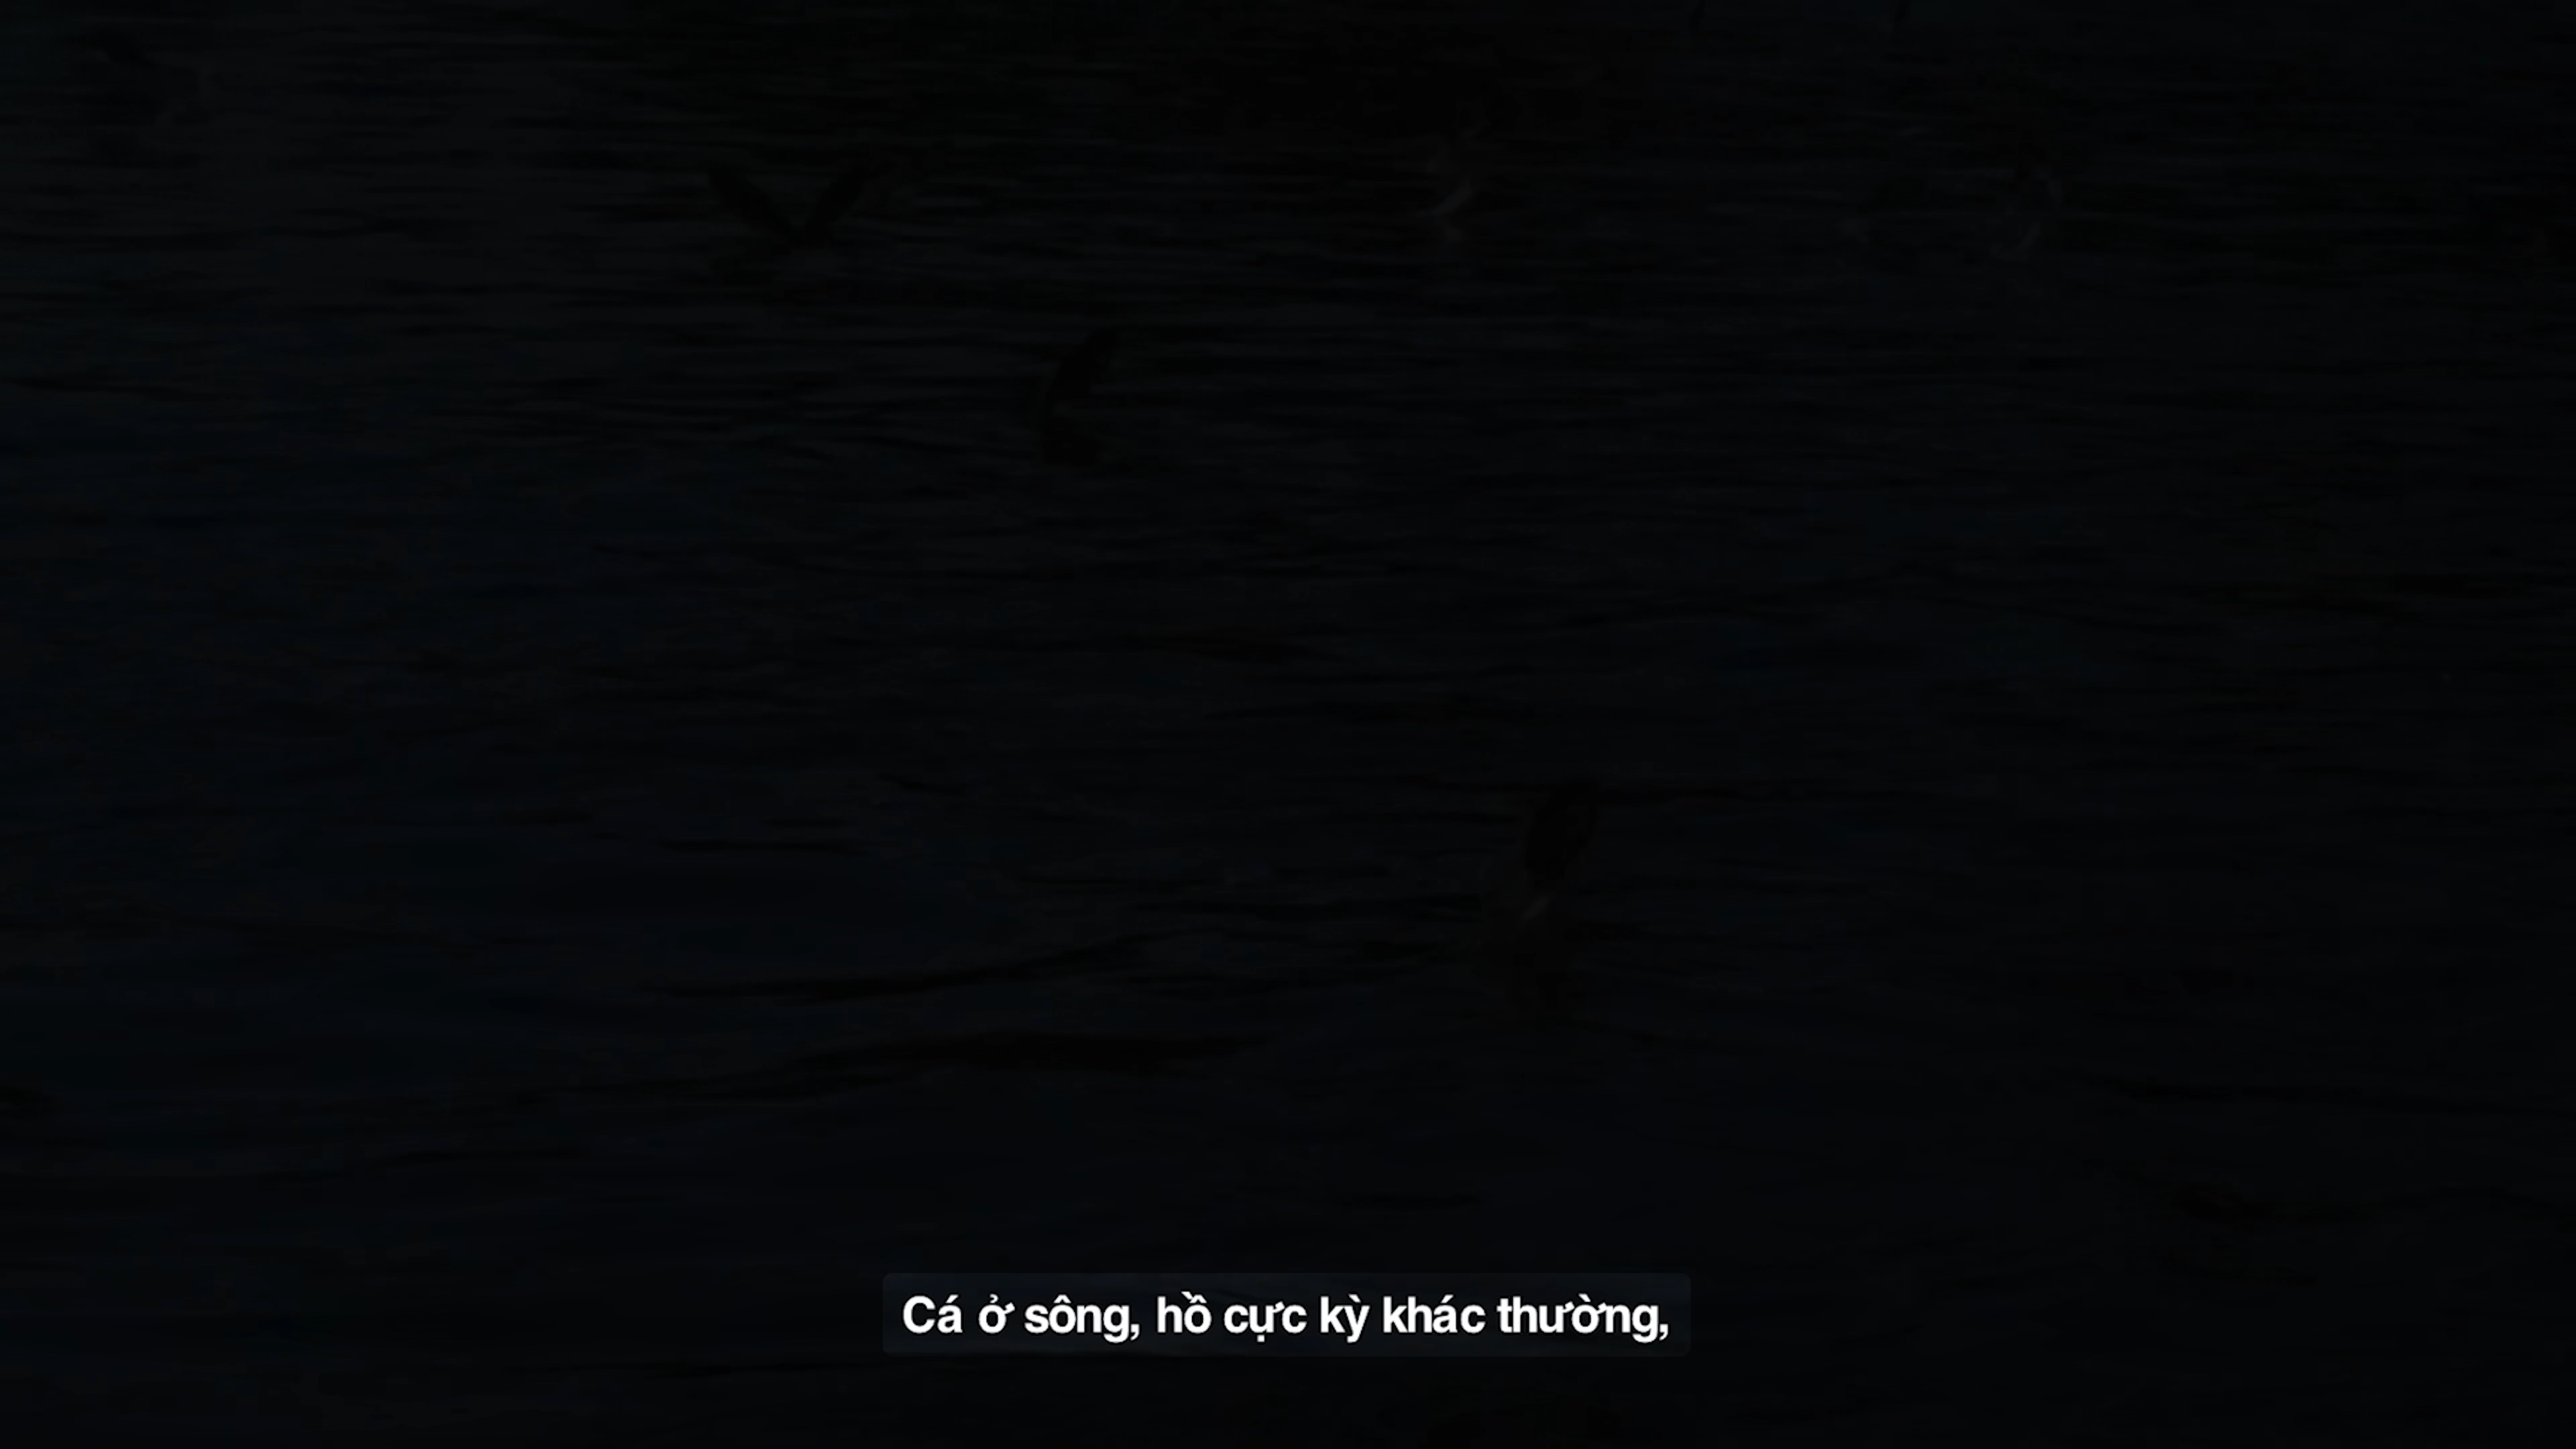 Cá ở sông, hồ cực kỳ khác thường,